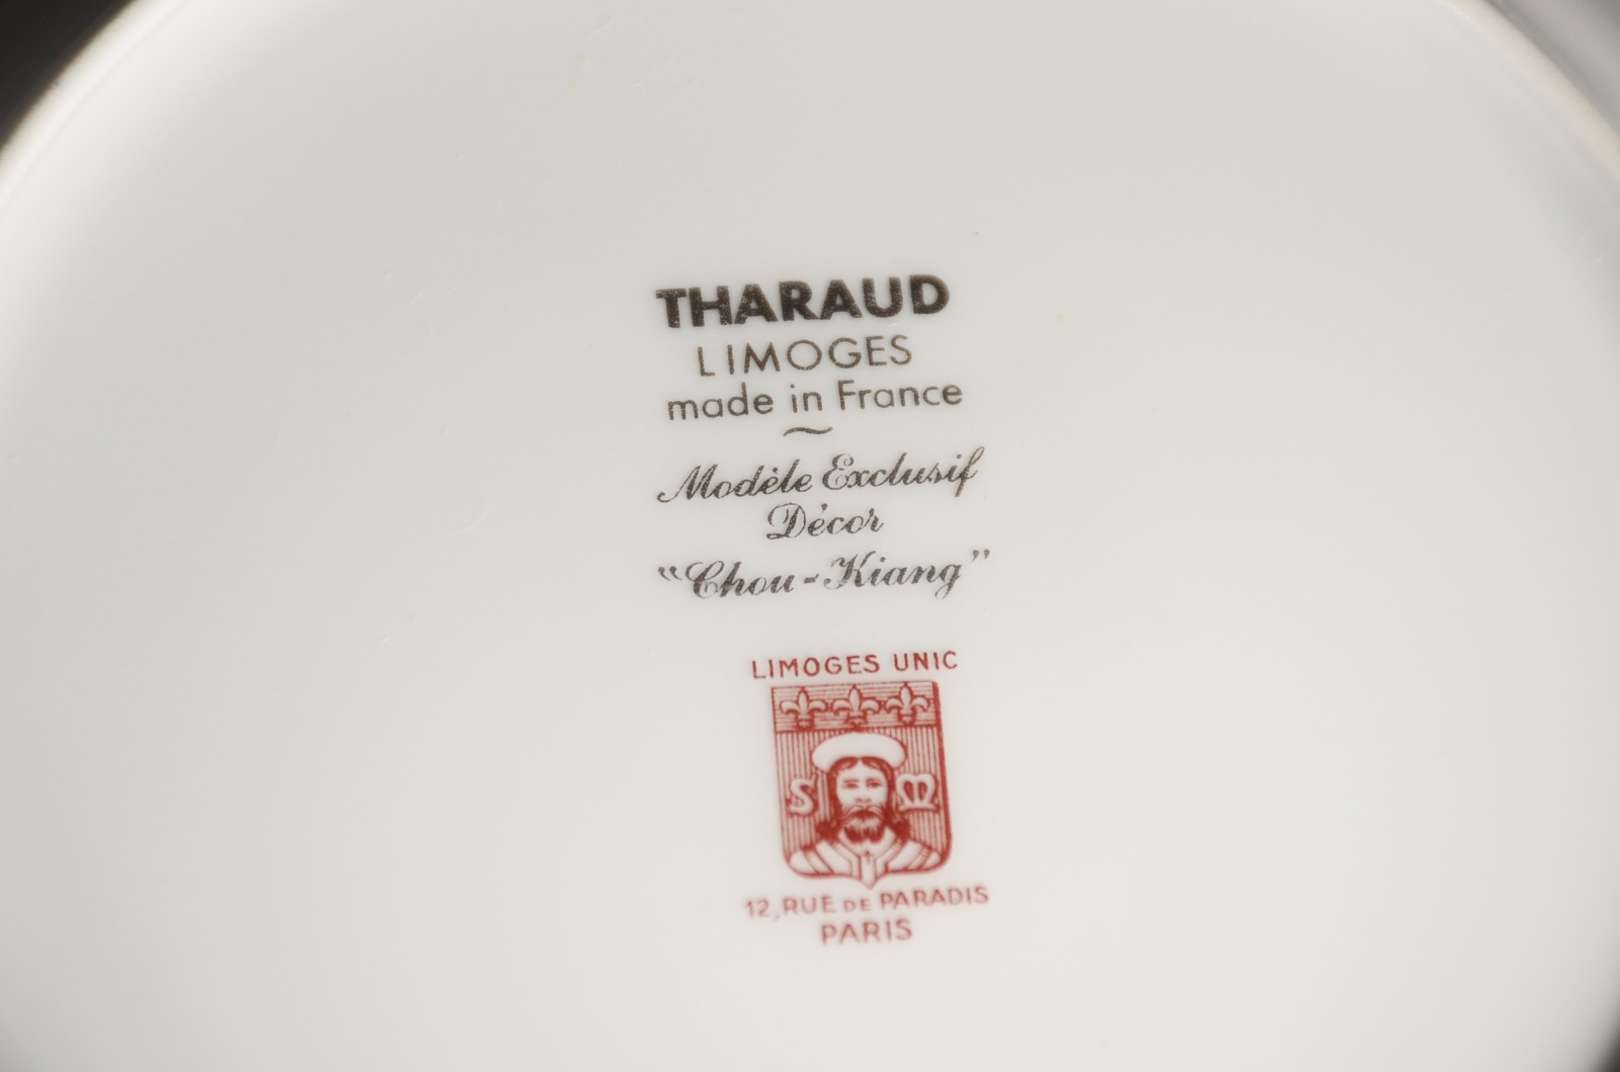 THARAUD
LIMOGES
made in France
~
Modèle Exclusif
Décor
"Chou-Kiang"
LIMOGES UNIC
S M
12, RUE DE PARADIS
PARIS